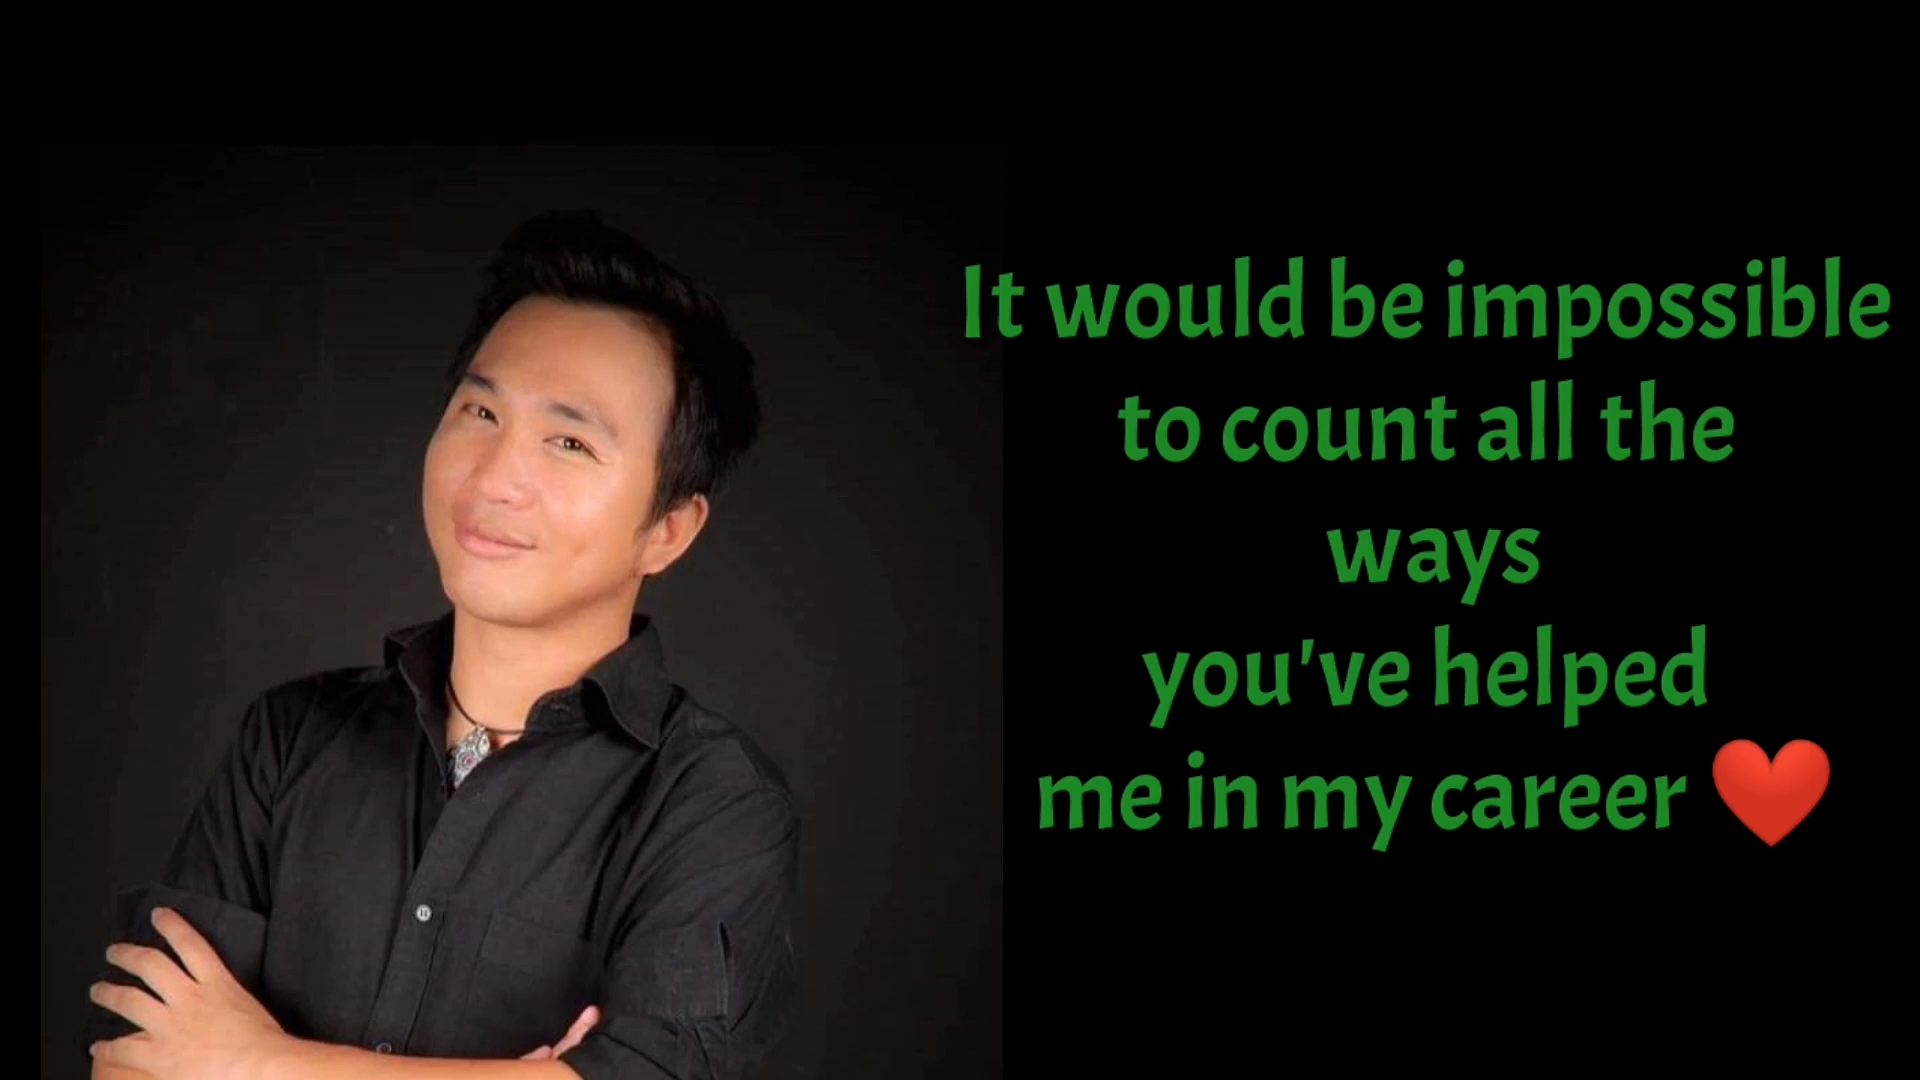 It would be impossible
to count all the
ways
you've helped
me in my career ❤️